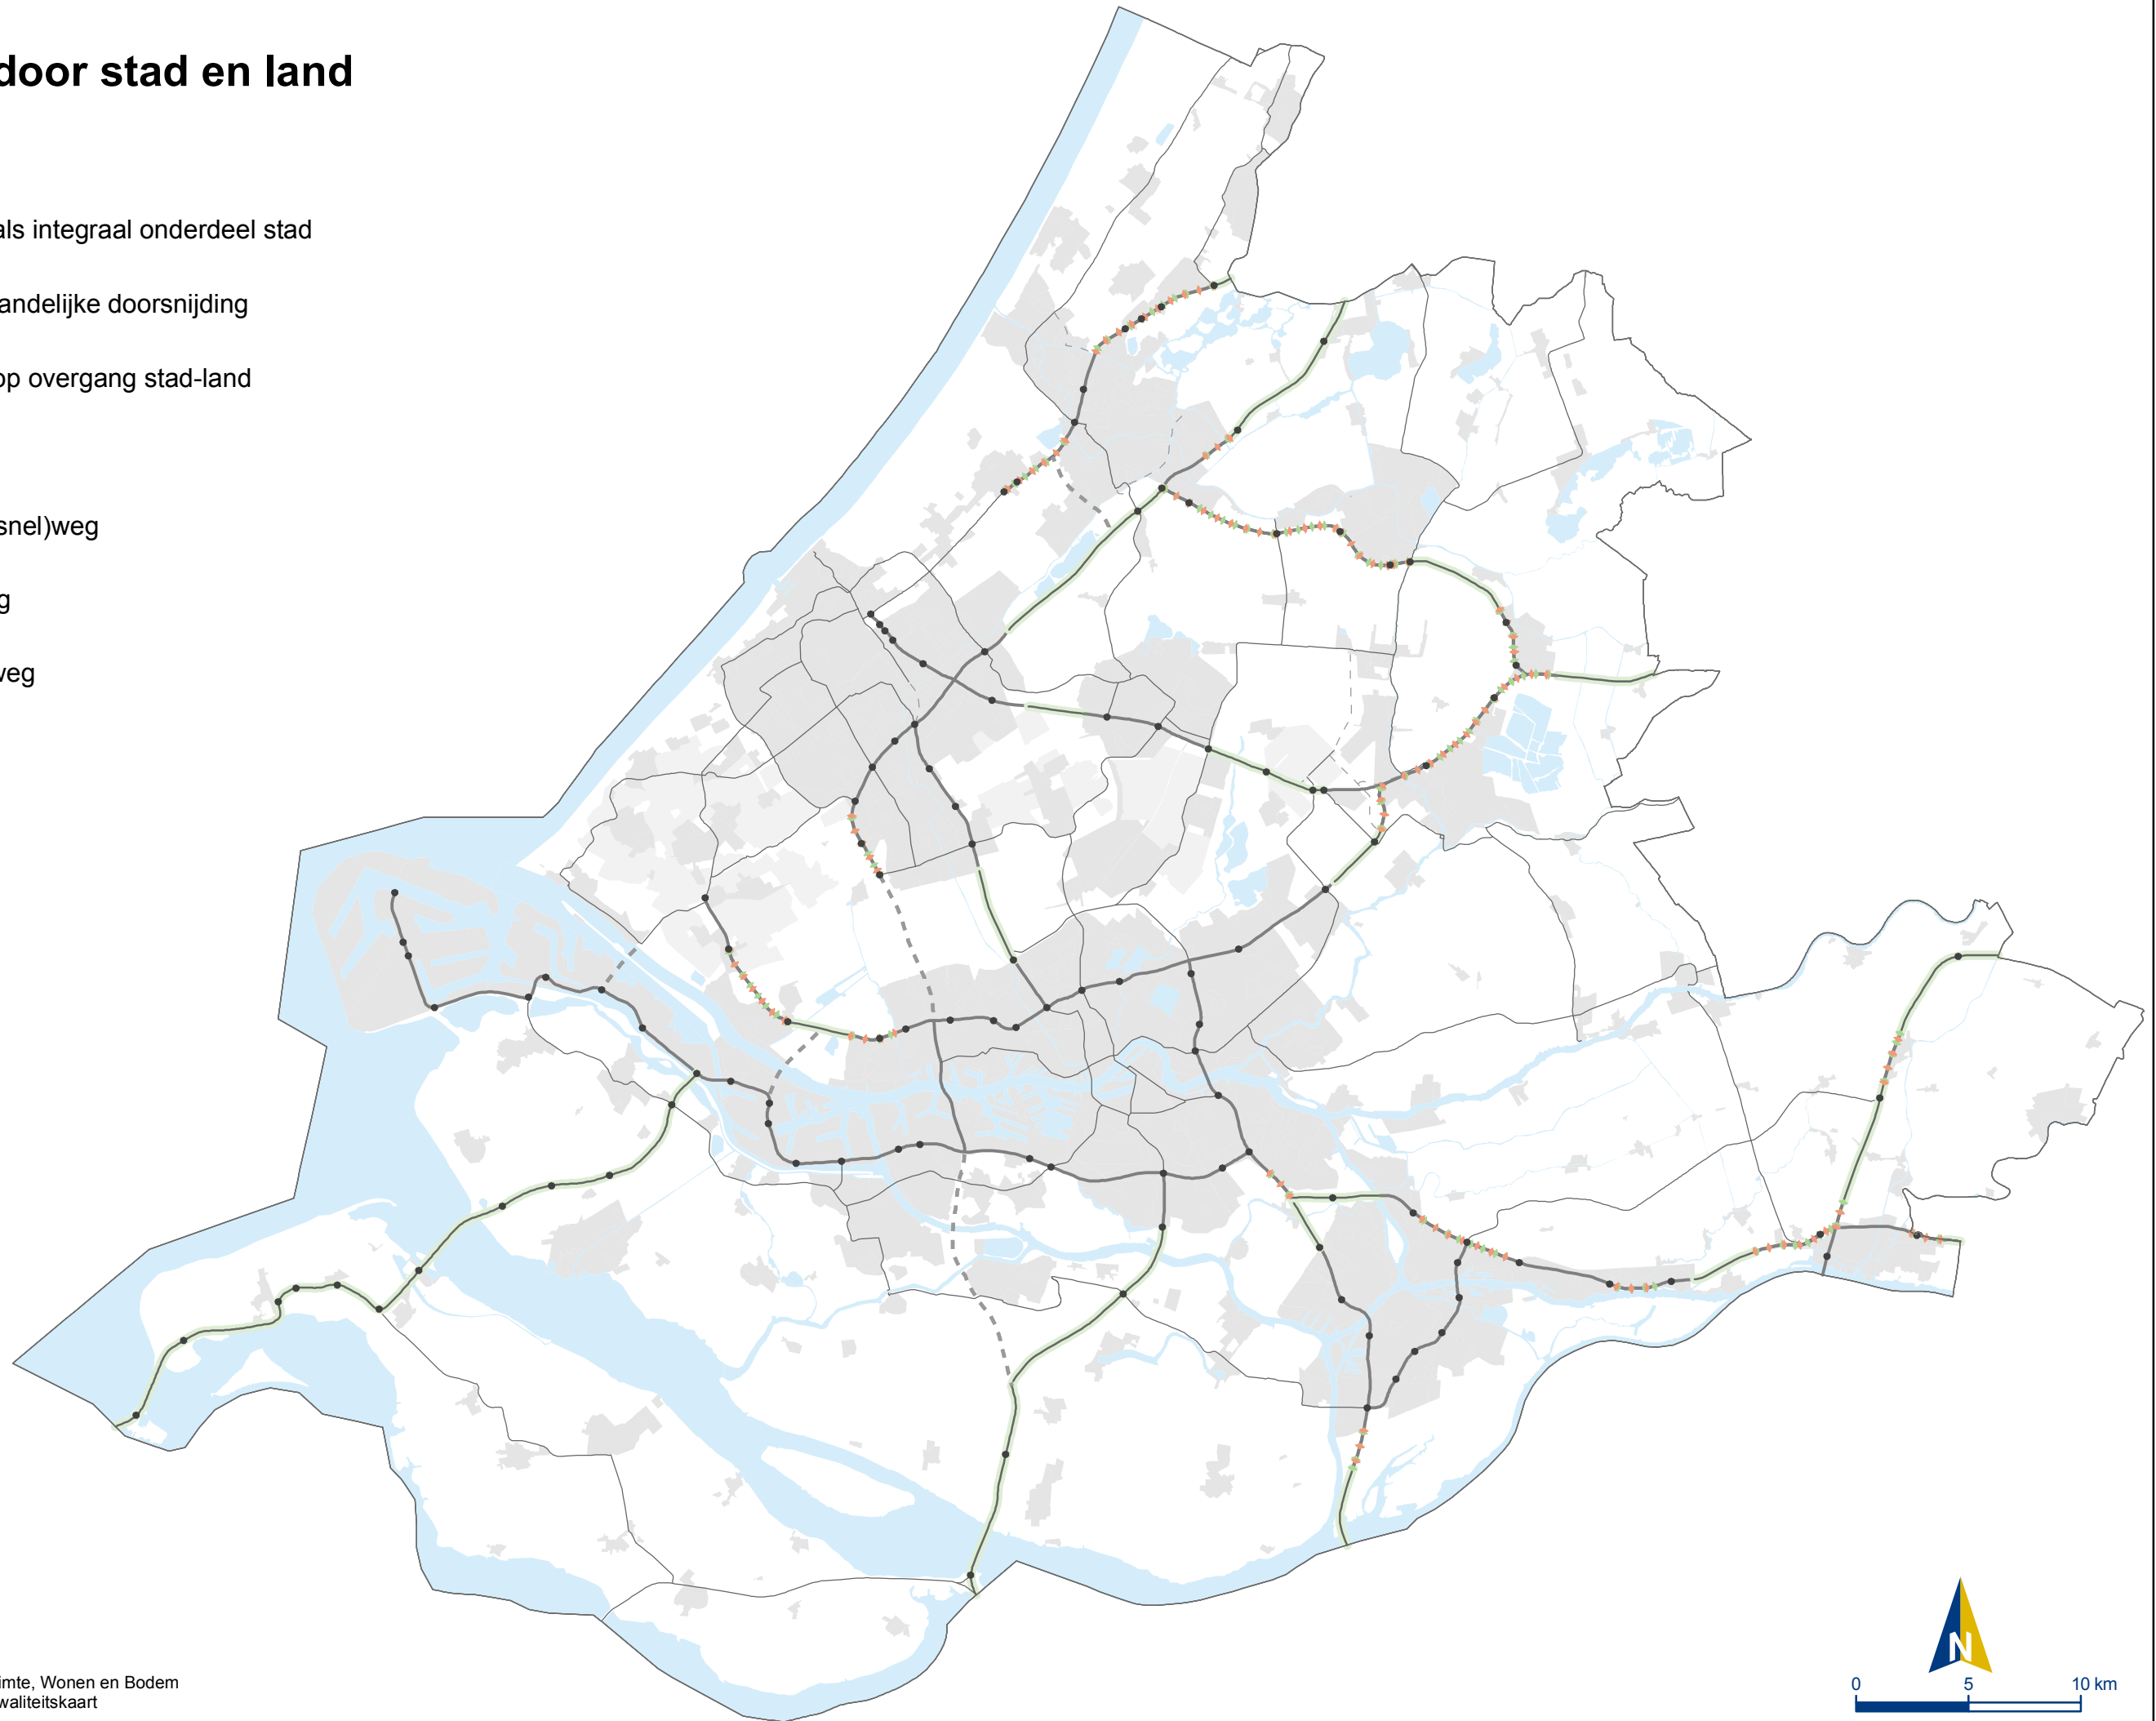 door stad en land
als integraal onderdeel stad
andelijke doorsnijding
op overgang stad-land
snel)weg
g
weg
imte, Wonen en Bodem
waliteitskaart
N
0 5 10 km